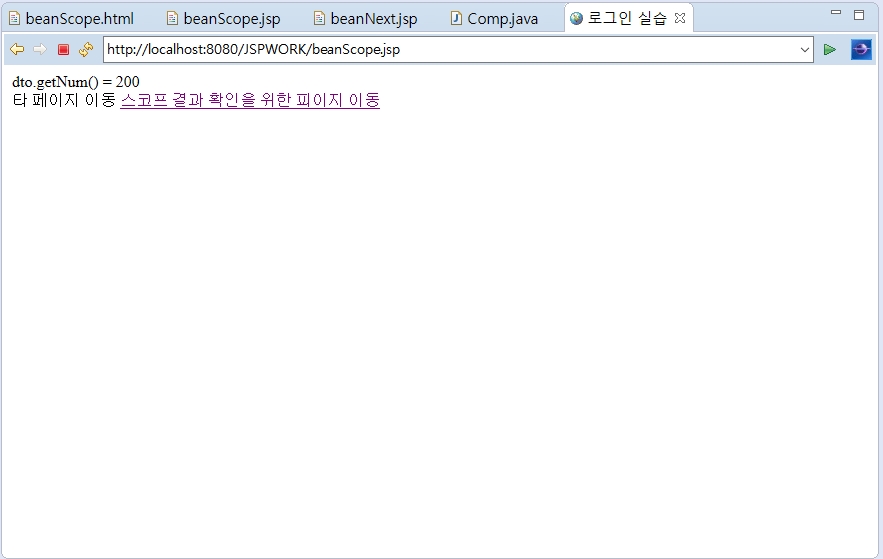 beanScope.html beanScope.jsp beanNext.jsp Comp.java 로그인 실습
http://localhost:8080/JSPWORK/beanScope.jsp
dto.getNum() = 200
타 페이지 이동 스코프 결과 확인을 위한 피이지 이동